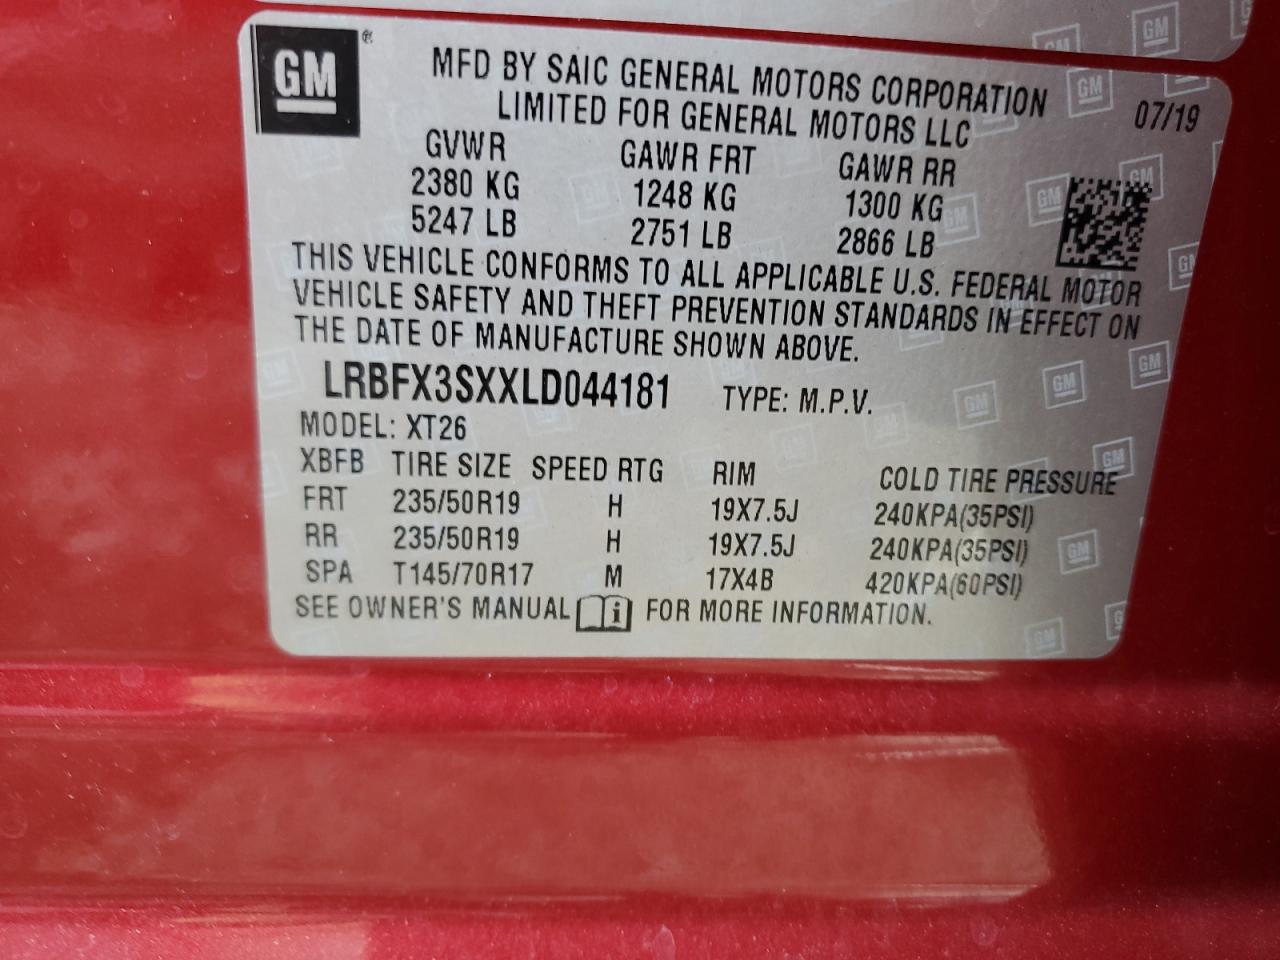 GM®
MFD BY SAIC GENERAL MOTORS CORPORATION
LIMITED FOR GENERAL MOTORS LLC
07/19
GVWR GAWR FRT GAWR RR
2380 KG 1248 KG 1300 KG
5247 LB 2751 LB 2866 LB
THIS VEHICLE CONFORMS TO ALL APPLICABLE U.S. FEDERAL MOTOR
VEHICLE SAFETY AND THEFT PREVENTION STANDARDS IN EFFECT ON
THE DATE OF MANUFACTURE SHOWN ABOVE.
LRBFX3SXXLD044181 TYPE: M.P.V.
MODEL: XT26
XBFB TIRE SIZE SPEED RTG RIM COLD TIRE PRESSURE
FRT 235/50R19 H 19X7.5J 240KPA(35PSI)
RR 235/50R19 H 19X7.5J 240KPA(35PSI)
SPA T145/70R17 M 17X4B 420KPA(60PSI)
SEE OWNER'S MANUAL i FOR MORE INFORMATION.